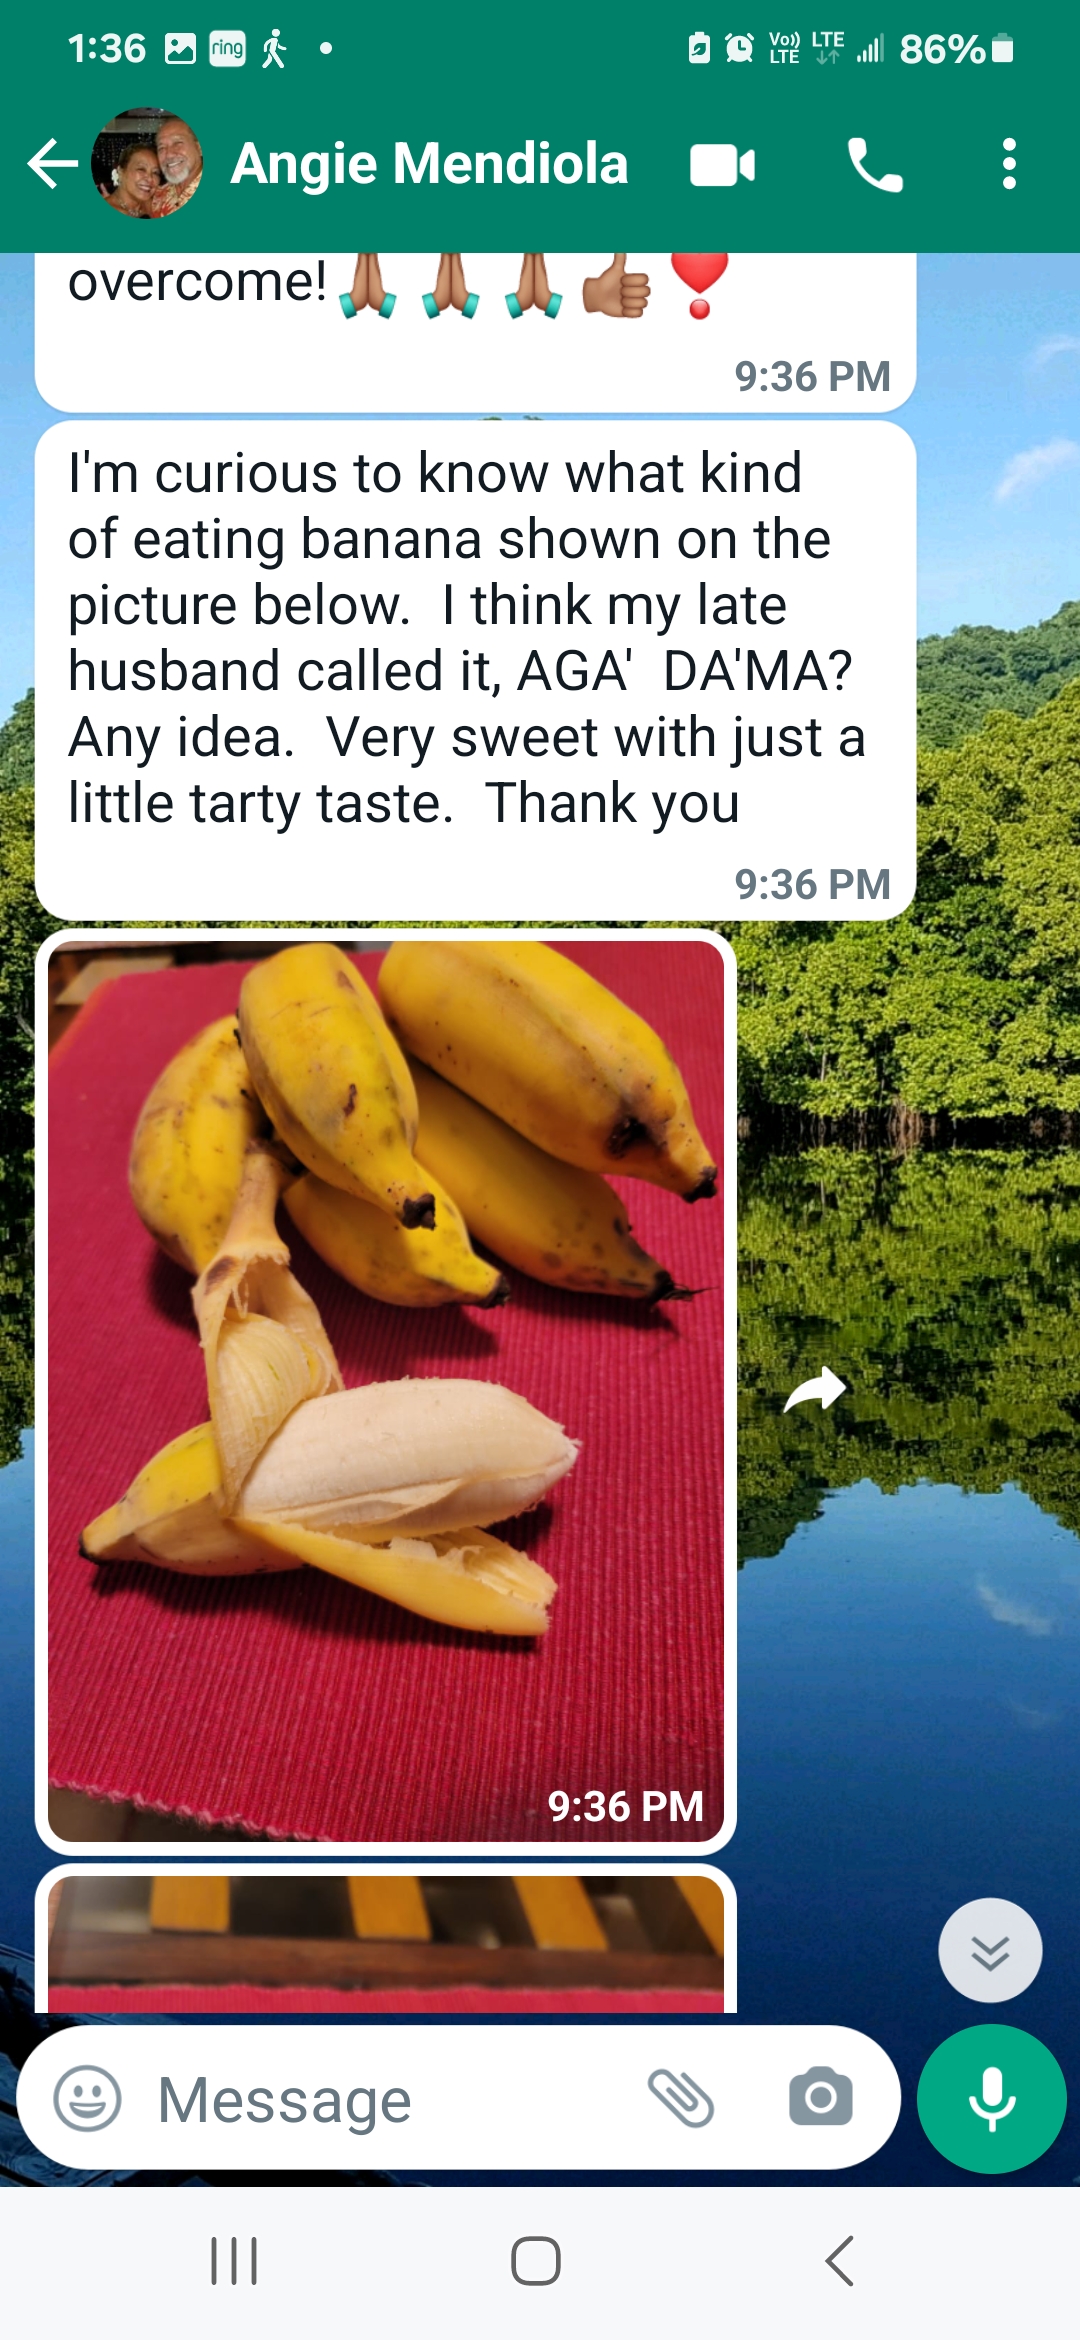 1:36 ring Vo)) LTE LTE 86%
Angie Mendiola
overcome!🙏🏽🙏🏽🙏🏽👍🏽❣️
9:36 PM
I'm curious to know what kind
of eating banana shown on the
picture below.  I think my late
husband called it, AGA'  DA'MA?
Any idea.  Very sweet with just a
little tarty taste.  Thank you
9:36 PM
9:36 PM
Message